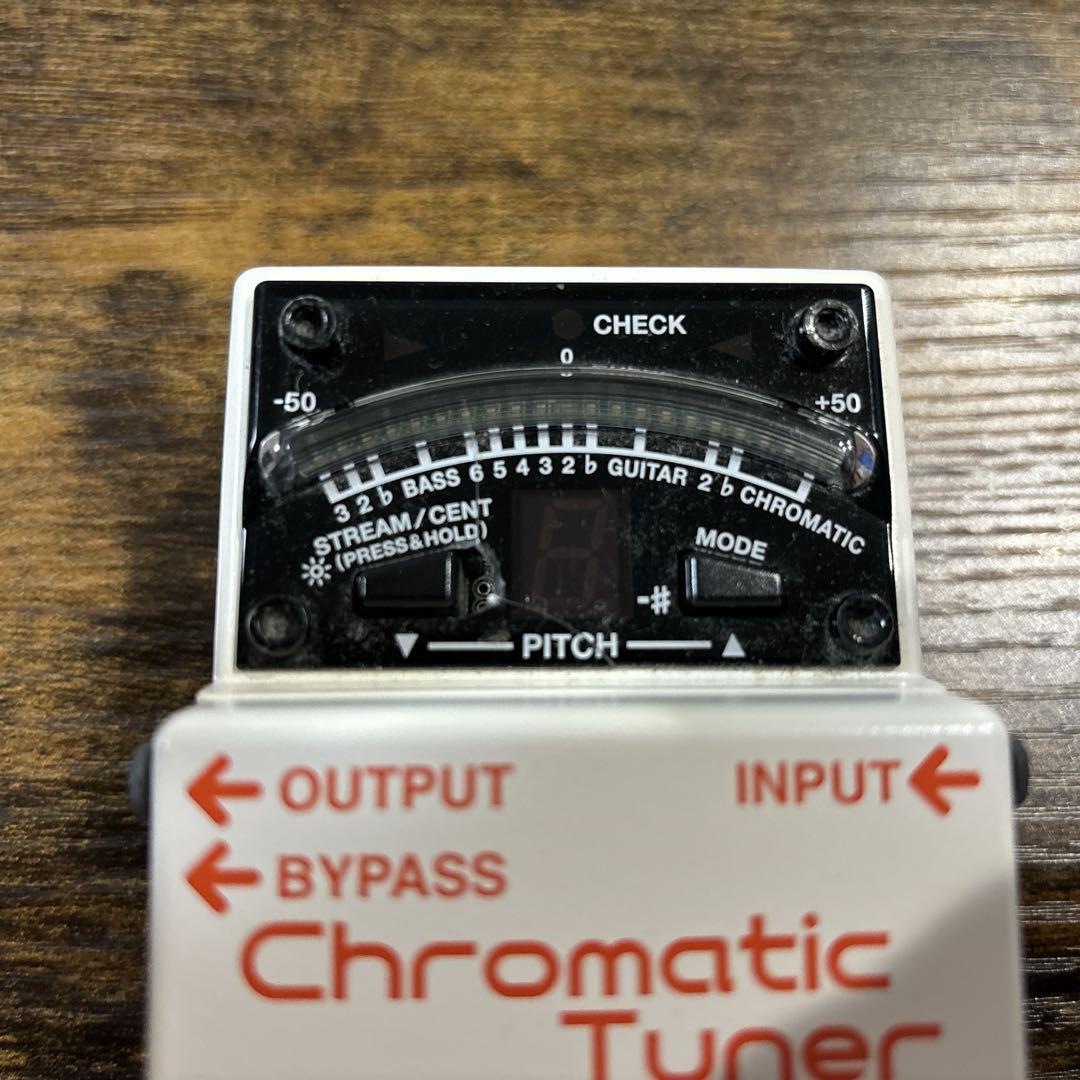 CHECK
0
-50 +50
3 2♭ BASS 6 5 4 3 2♭ GUITAR 2♭ CHROMATIC
STREAM/CENT
(PRESS&HOLD)
MODE
-#
▼ PITCH ▲
← OUTPUT INPUT ←
← BYPASS
Chromatic
Tuner